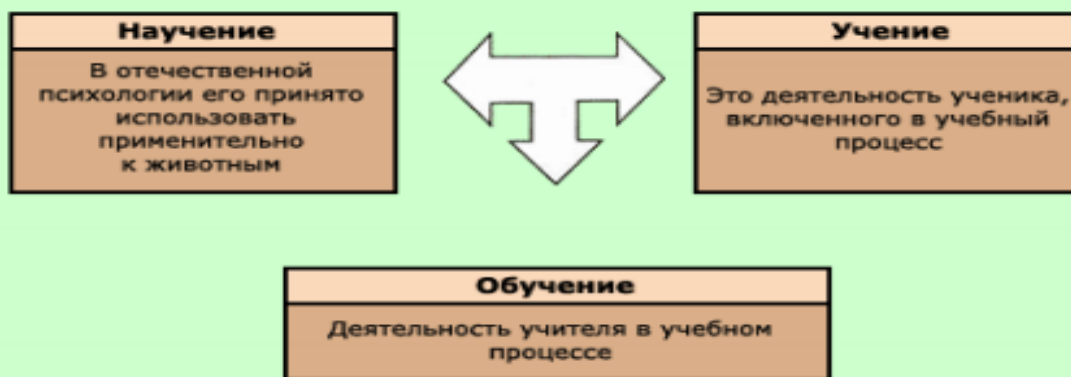 Научение
В отечественной
психологии его принято
использовать
применительно
к животным
Учение
Это деятельность ученика,
включенного в учебный
процесс
Обучение
Деятельность учителя в учебном
процессе